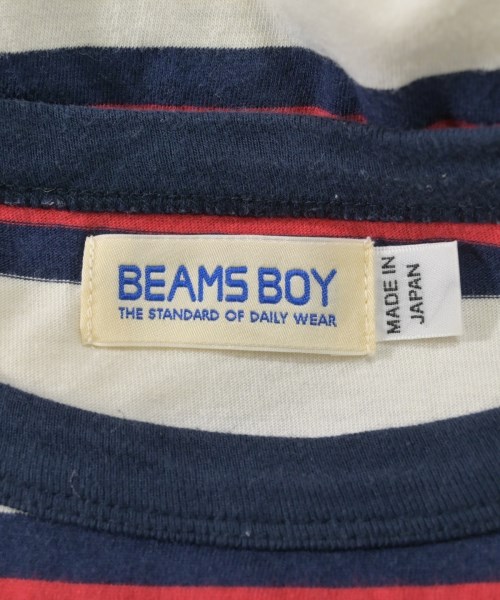 BEAMS BOY
THE STANDARD OF DAILY WEAR
MADE IN
JAPAN